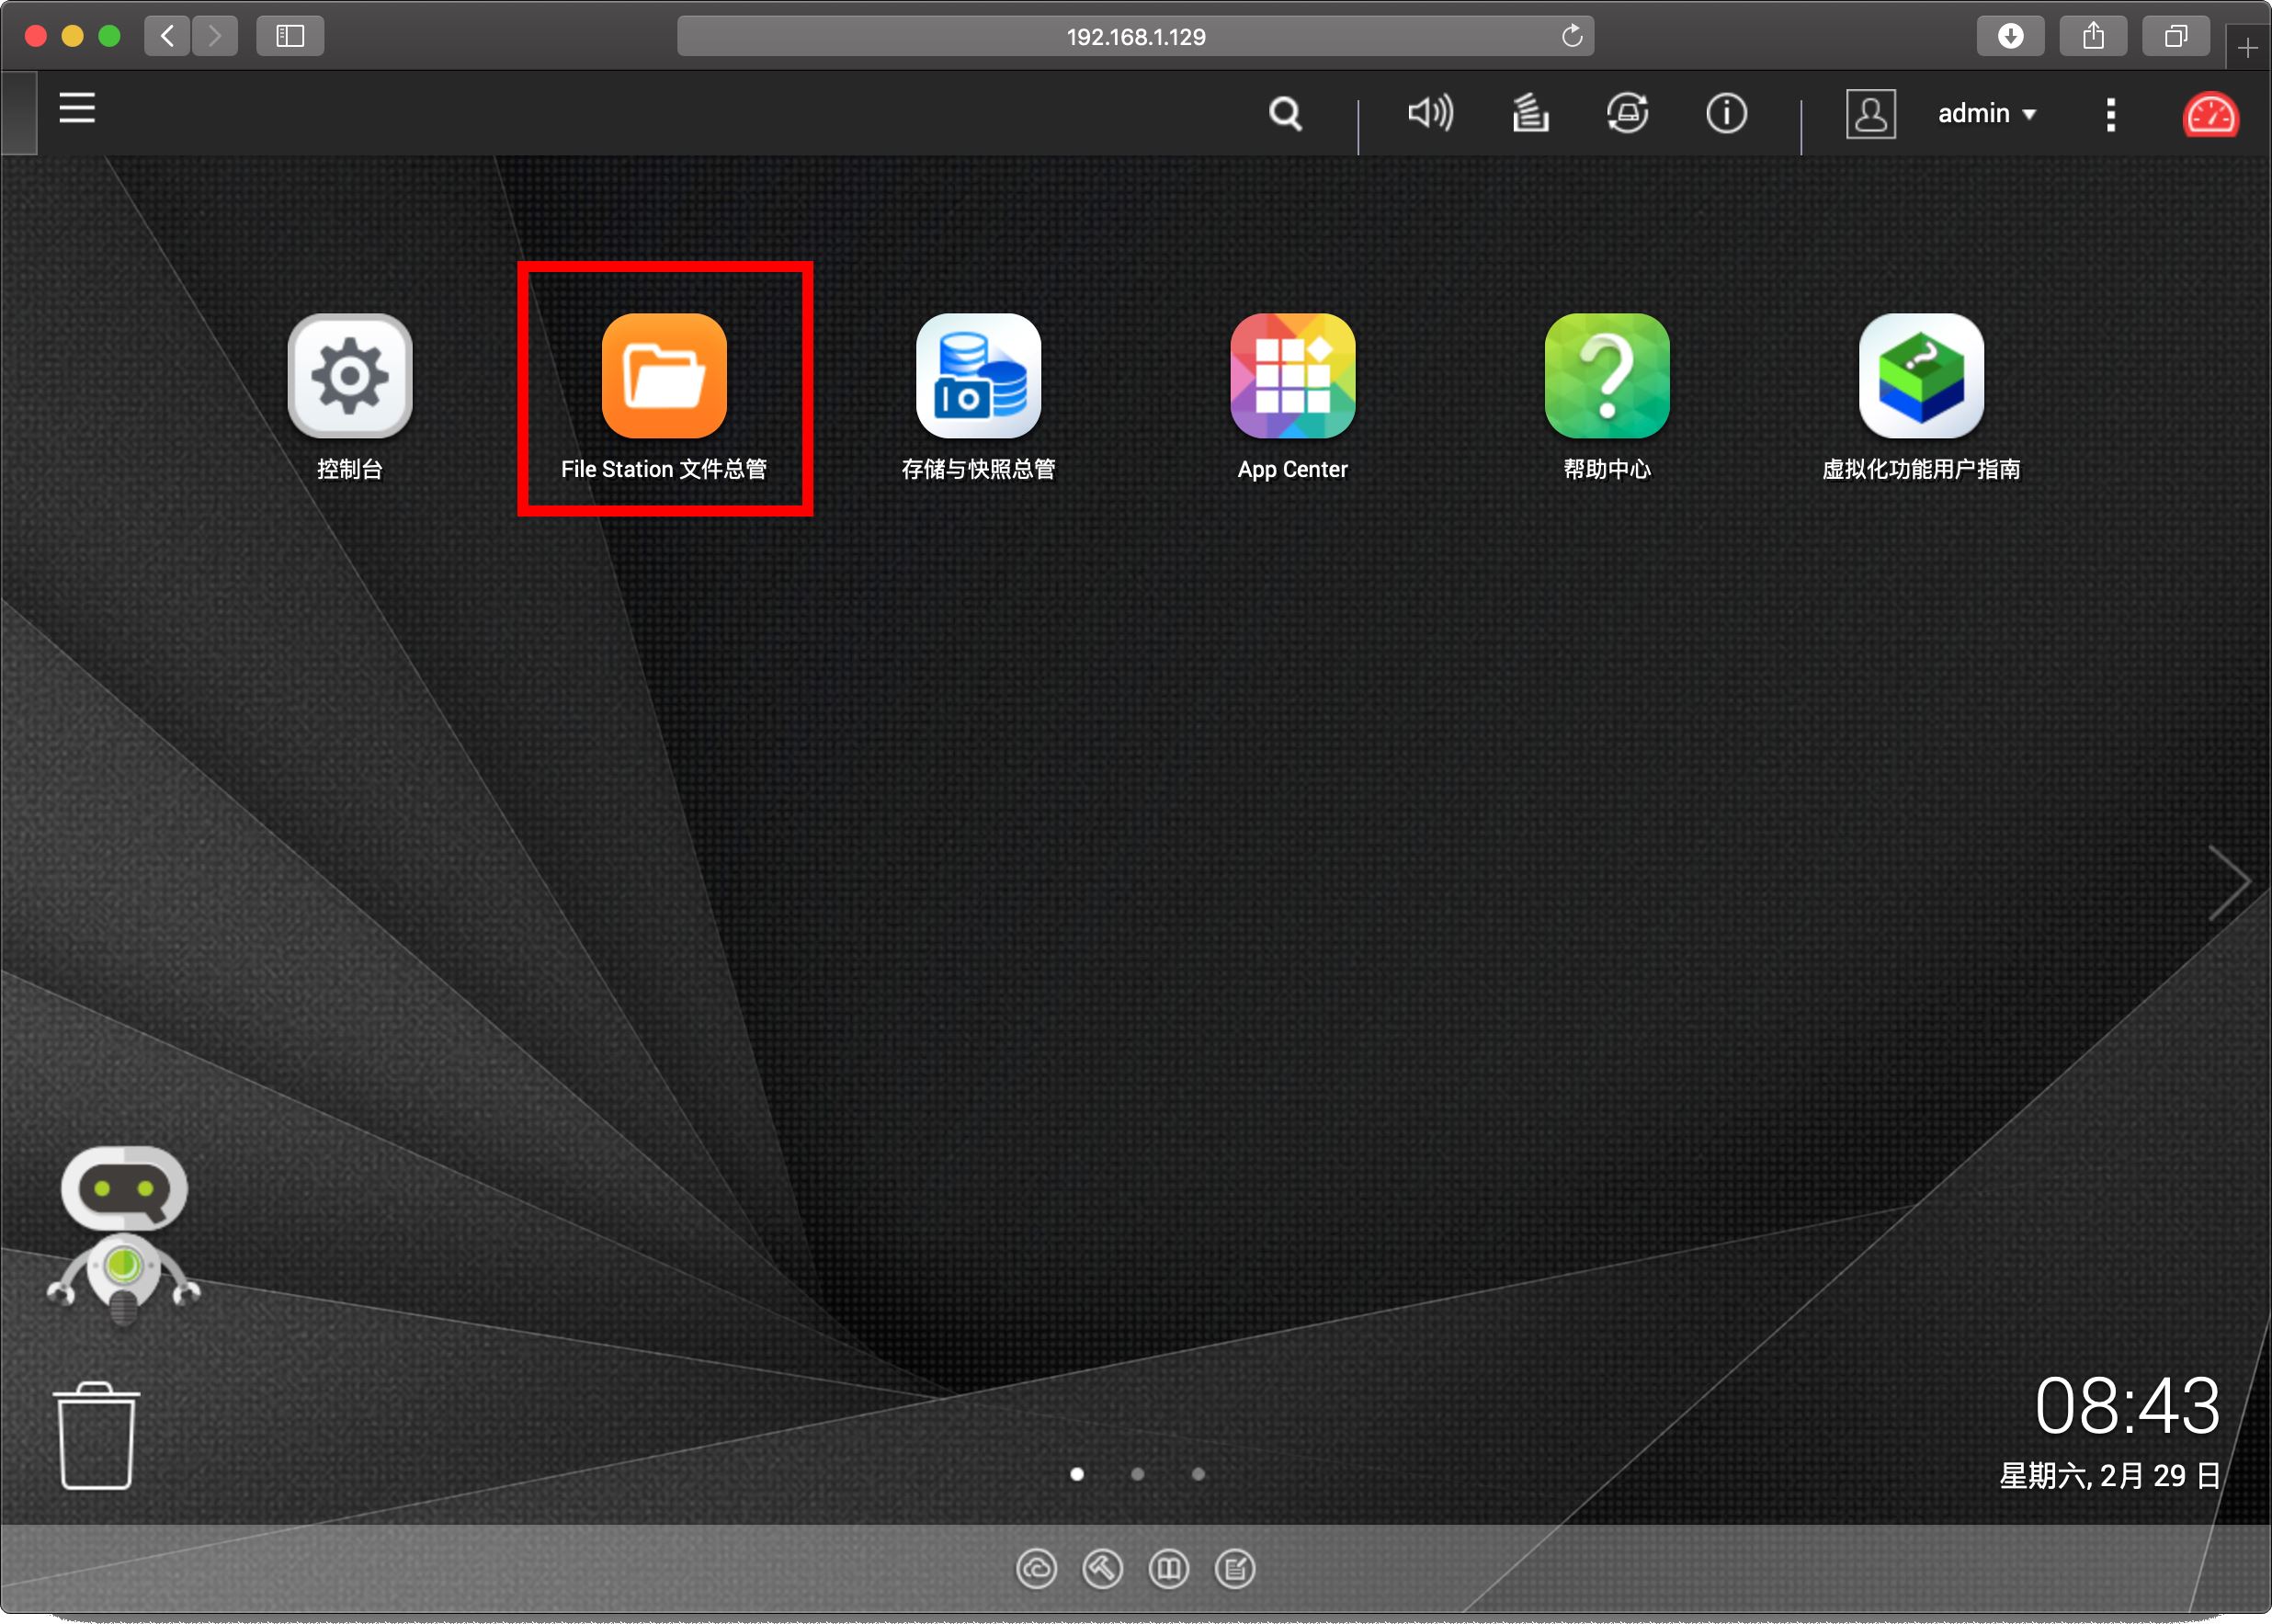 192.168.1.129
admin
控制台
File Station 文件总管
存储与快照总管
App Center
帮助中心
虚拟化功能用户指南
08:43
星期六, 2月 29 日